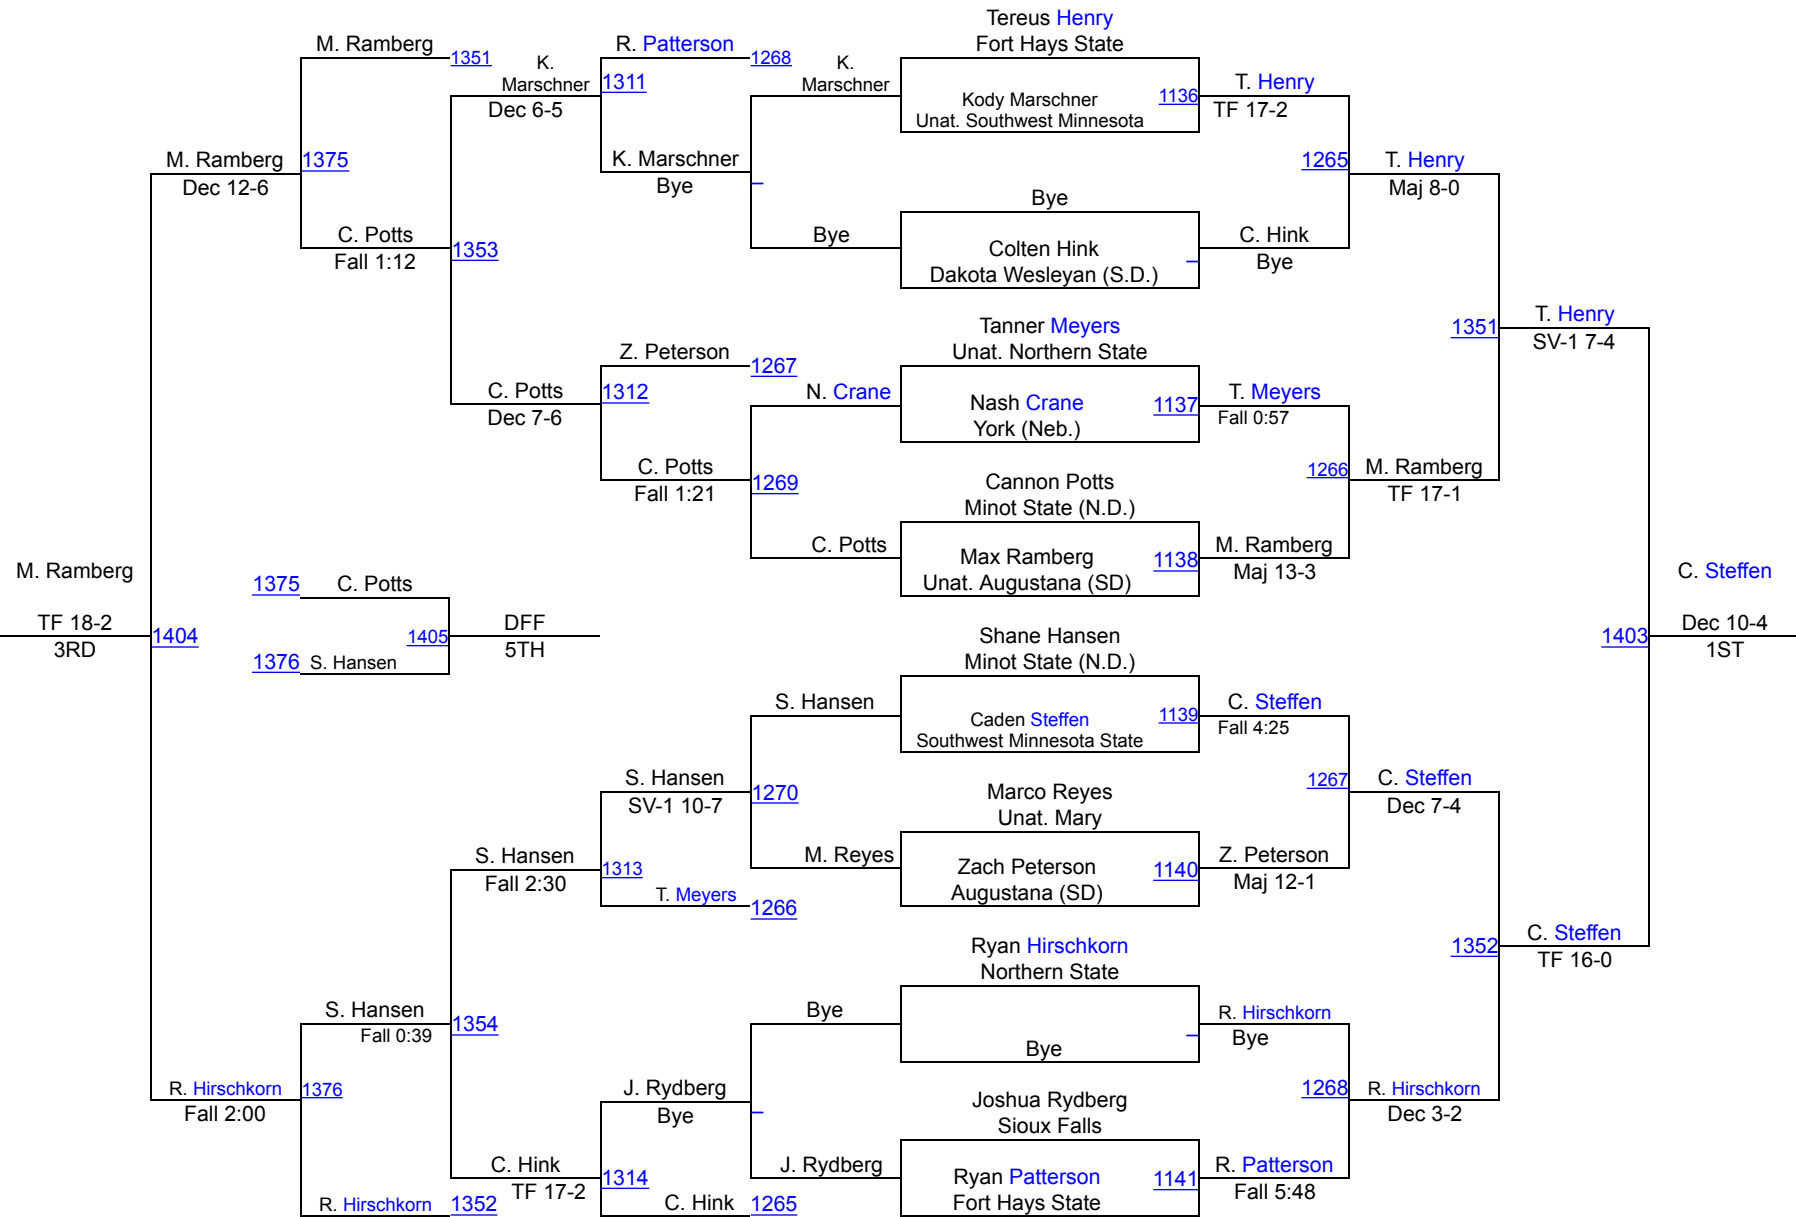 Tereus Henry
Fort Hays State
M. Ramberg
1351
K.
Marschner
Dec 6-5
R. Patterson
1268
1311
K.
Marschner
Kody Marschner
Unat. Southwest Minnesota
1136
T. Henry
TF 17-2
M. Ramberg
Dec 12-6
1375
K. Marschner
Bye
1265
T. Henry
Maj 8-0
C. Potts
Fall 1:12
1353
Bye
Bye
Colten Hink
Dakota Wesleyan (S.D.)
C. Hink
Bye
Tanner Meyers
Unat. Northern State
1351
T. Henry
SV-1 7-4
Z. Peterson
1267
C. Potts
Dec 7-6
1312
N. Crane
Nash Crane
York (Neb.)
1137
T. Meyers
Fall 0:57
C. Potts
Fall 1:21
1269
Cannon Potts
Minot State (N.D.)
1266
M. Ramberg
TF 17-1
C. Potts
Max Ramberg
Unat. Augustana (SD)
1138
M. Ramberg
Maj 13-3
M. Ramberg
TF 18-2
3RD
1404
1375
C. Potts
1376
S. Hansen
1405
DFF
5TH
1403
C. Steffen
Dec 10-4
1ST
Shane Hansen
Minot State (N.D.)
S. Hansen
Caden Steffen
Southwest Minnesota State
1139
C. Steffen
Fall 4:25
S. Hansen
SV-1 10-7
1270
Marco Reyes
Unat. Mary
1267
C. Steffen
Dec 7-4
S. Hansen
Fall 2:30
1313
M. Reyes
Zach Peterson
Augustana (SD)
1140
Z. Peterson
Maj 12-1
T. Meyers
1266
Ryan Hirschkorn
Northern State
1352
C. Steffen
TF 16-0
S. Hansen
Fall 0:39
1354
Bye
Bye
R. Hirschkorn
Bye
R. Hirschkorn
Fall 2:00
1376
J. Rydberg
Bye
Joshua Rydberg
Sioux Falls
1268
R. Hirschkorn
Dec 3-2
C. Hink
TF 17-2
1314
J. Rydberg
Ryan Patterson
Fort Hays State
1141
R. Patterson
Fall 5:48
R. Hirschkorn
1352
C. Hink
1265